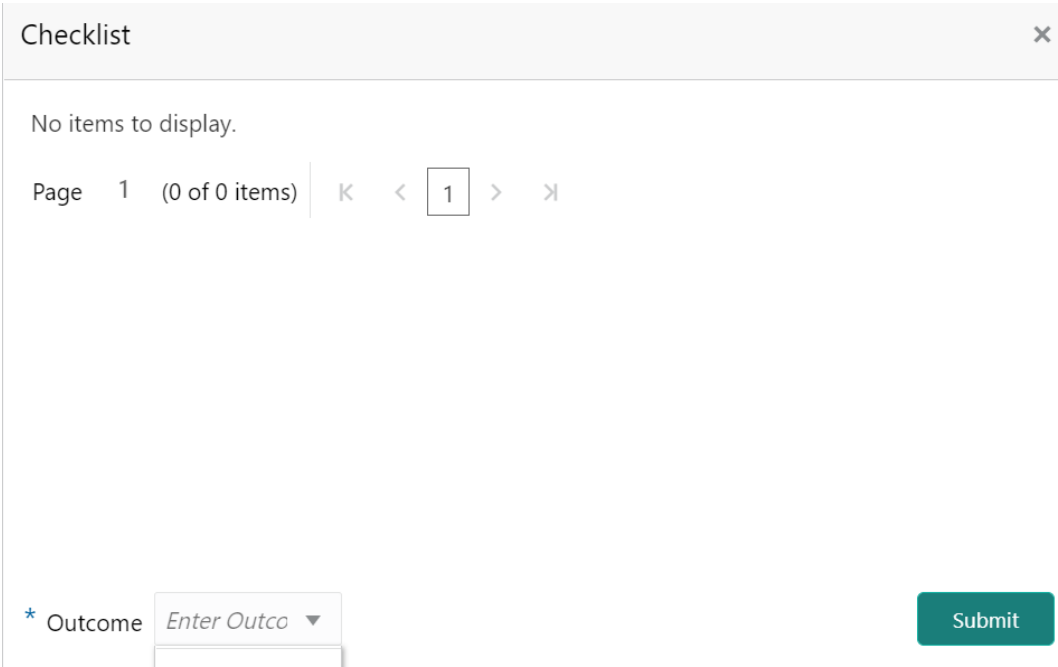 Checklist
No items to display.
Page 1 (0 of 0 items) 1
* Outcome Enter Outco Submit